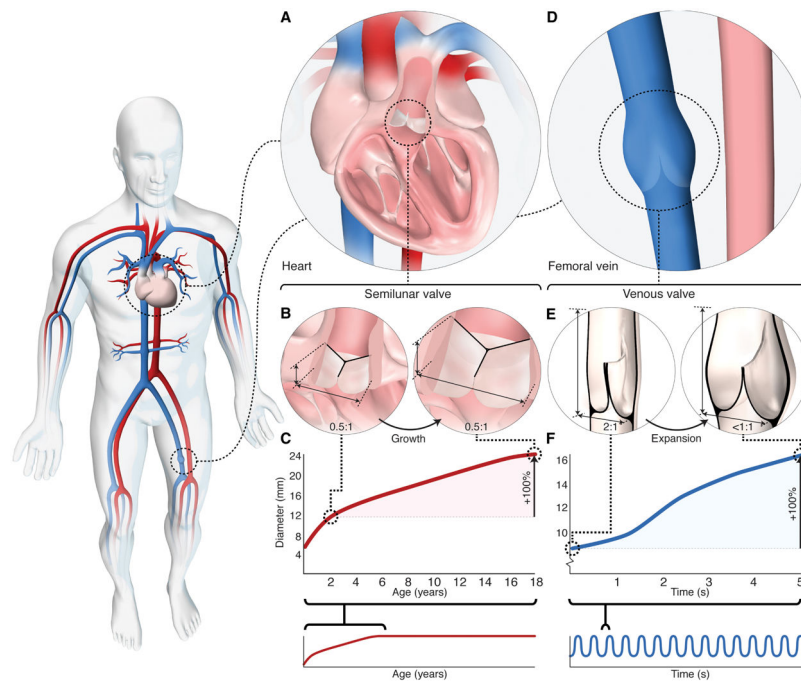 A
D
Heart
Femoral vein
Semilunar valve
Venous valve
B
E
0.5:1
0.5:1
Growth
2:1
<1:1
Expansion
C
F
Diameter (mm)
24
20
16
12
8
4
+100%
2 4 6 8 10 12 14 16 18
Age (years)
16
14
12
10
+100%
1 2 3 4 5
Time (s)
Age (years)
Time (s)